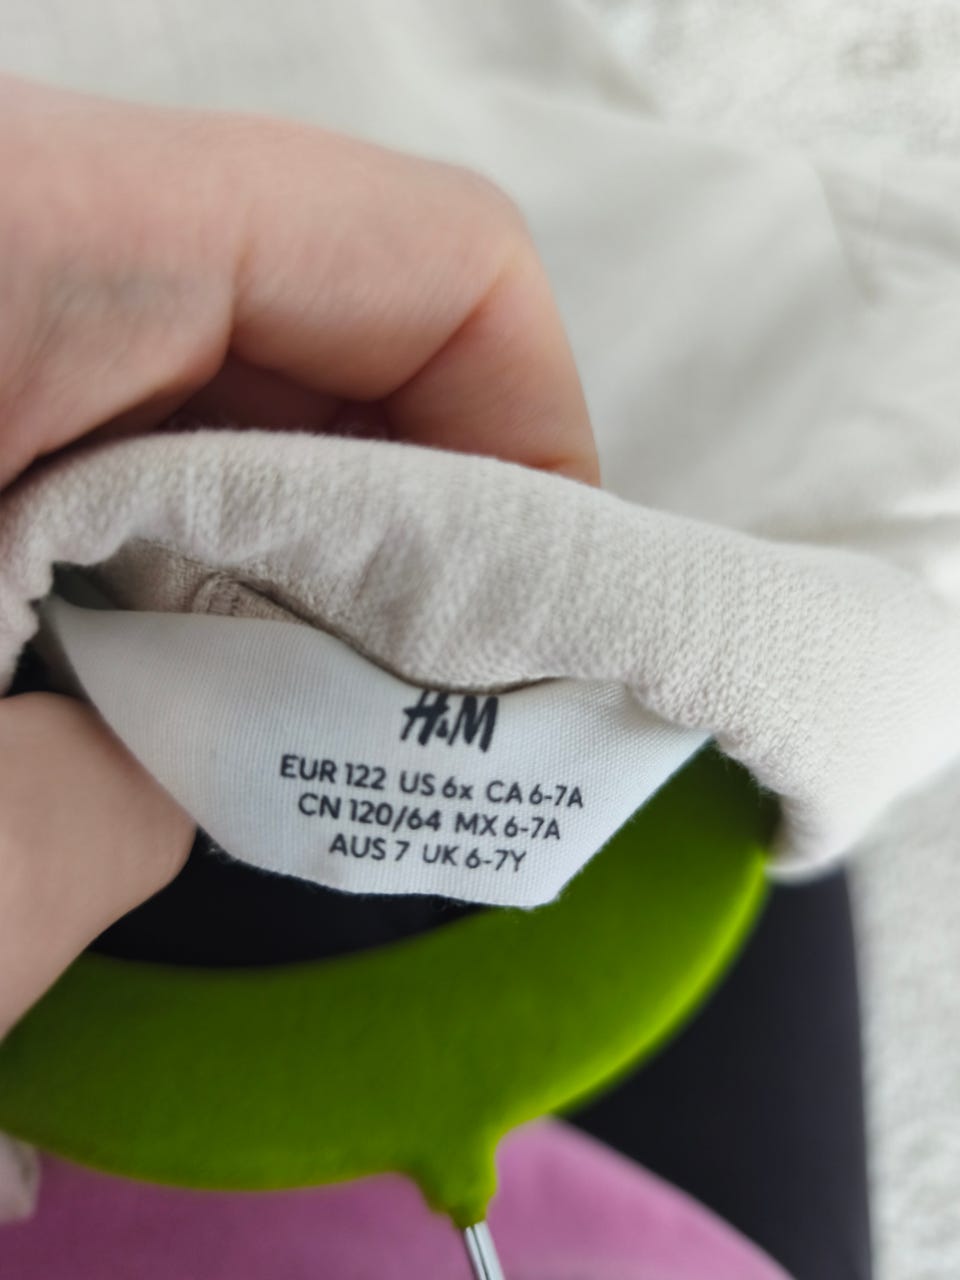 H&M
EUR 122 US 6x CA 6-7A
CN 120/64 MX 6-7A
AUS 7 UK 6-7Y